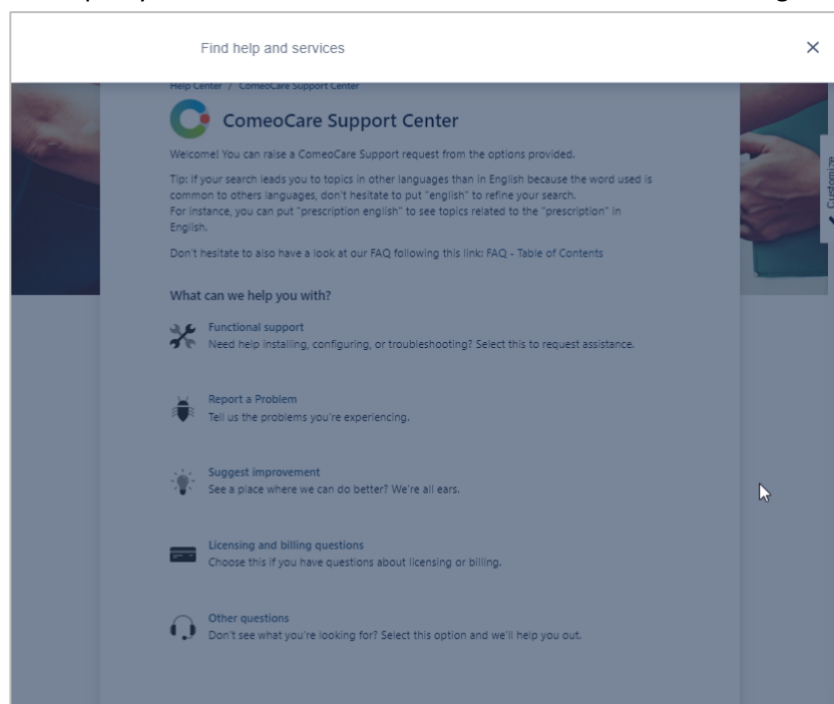 Find help and services
Help Center / ComeoCare Support Center
ComeoCare Support Center
Welcome! You can raise a ComeoCare Support request from the options provided.
Tip: If your search leads you to topics in other languages than in English because the word used is
common to others languages, don't hesitate to put "english" to refine your search.
For instance, you can put "prescription english" to see topics related to the "prescription" in
English.
Don't hesitate to also have a look at our FAQ following this link: FAQ - Table of Contents
Customize
What can we help you with?
Functional support
Need help installing, configuring, or troubleshooting? Select this to request assistance.
Report a Problem
Tell us the problems you're experiencing.
Suggest improvement
See a place where we can do better? We're all ears.
Licensing and billing questions
Choose this if you have questions about licensing or billing.
Other questions
Don't see what you're looking for? Select this option and we'll help you out.